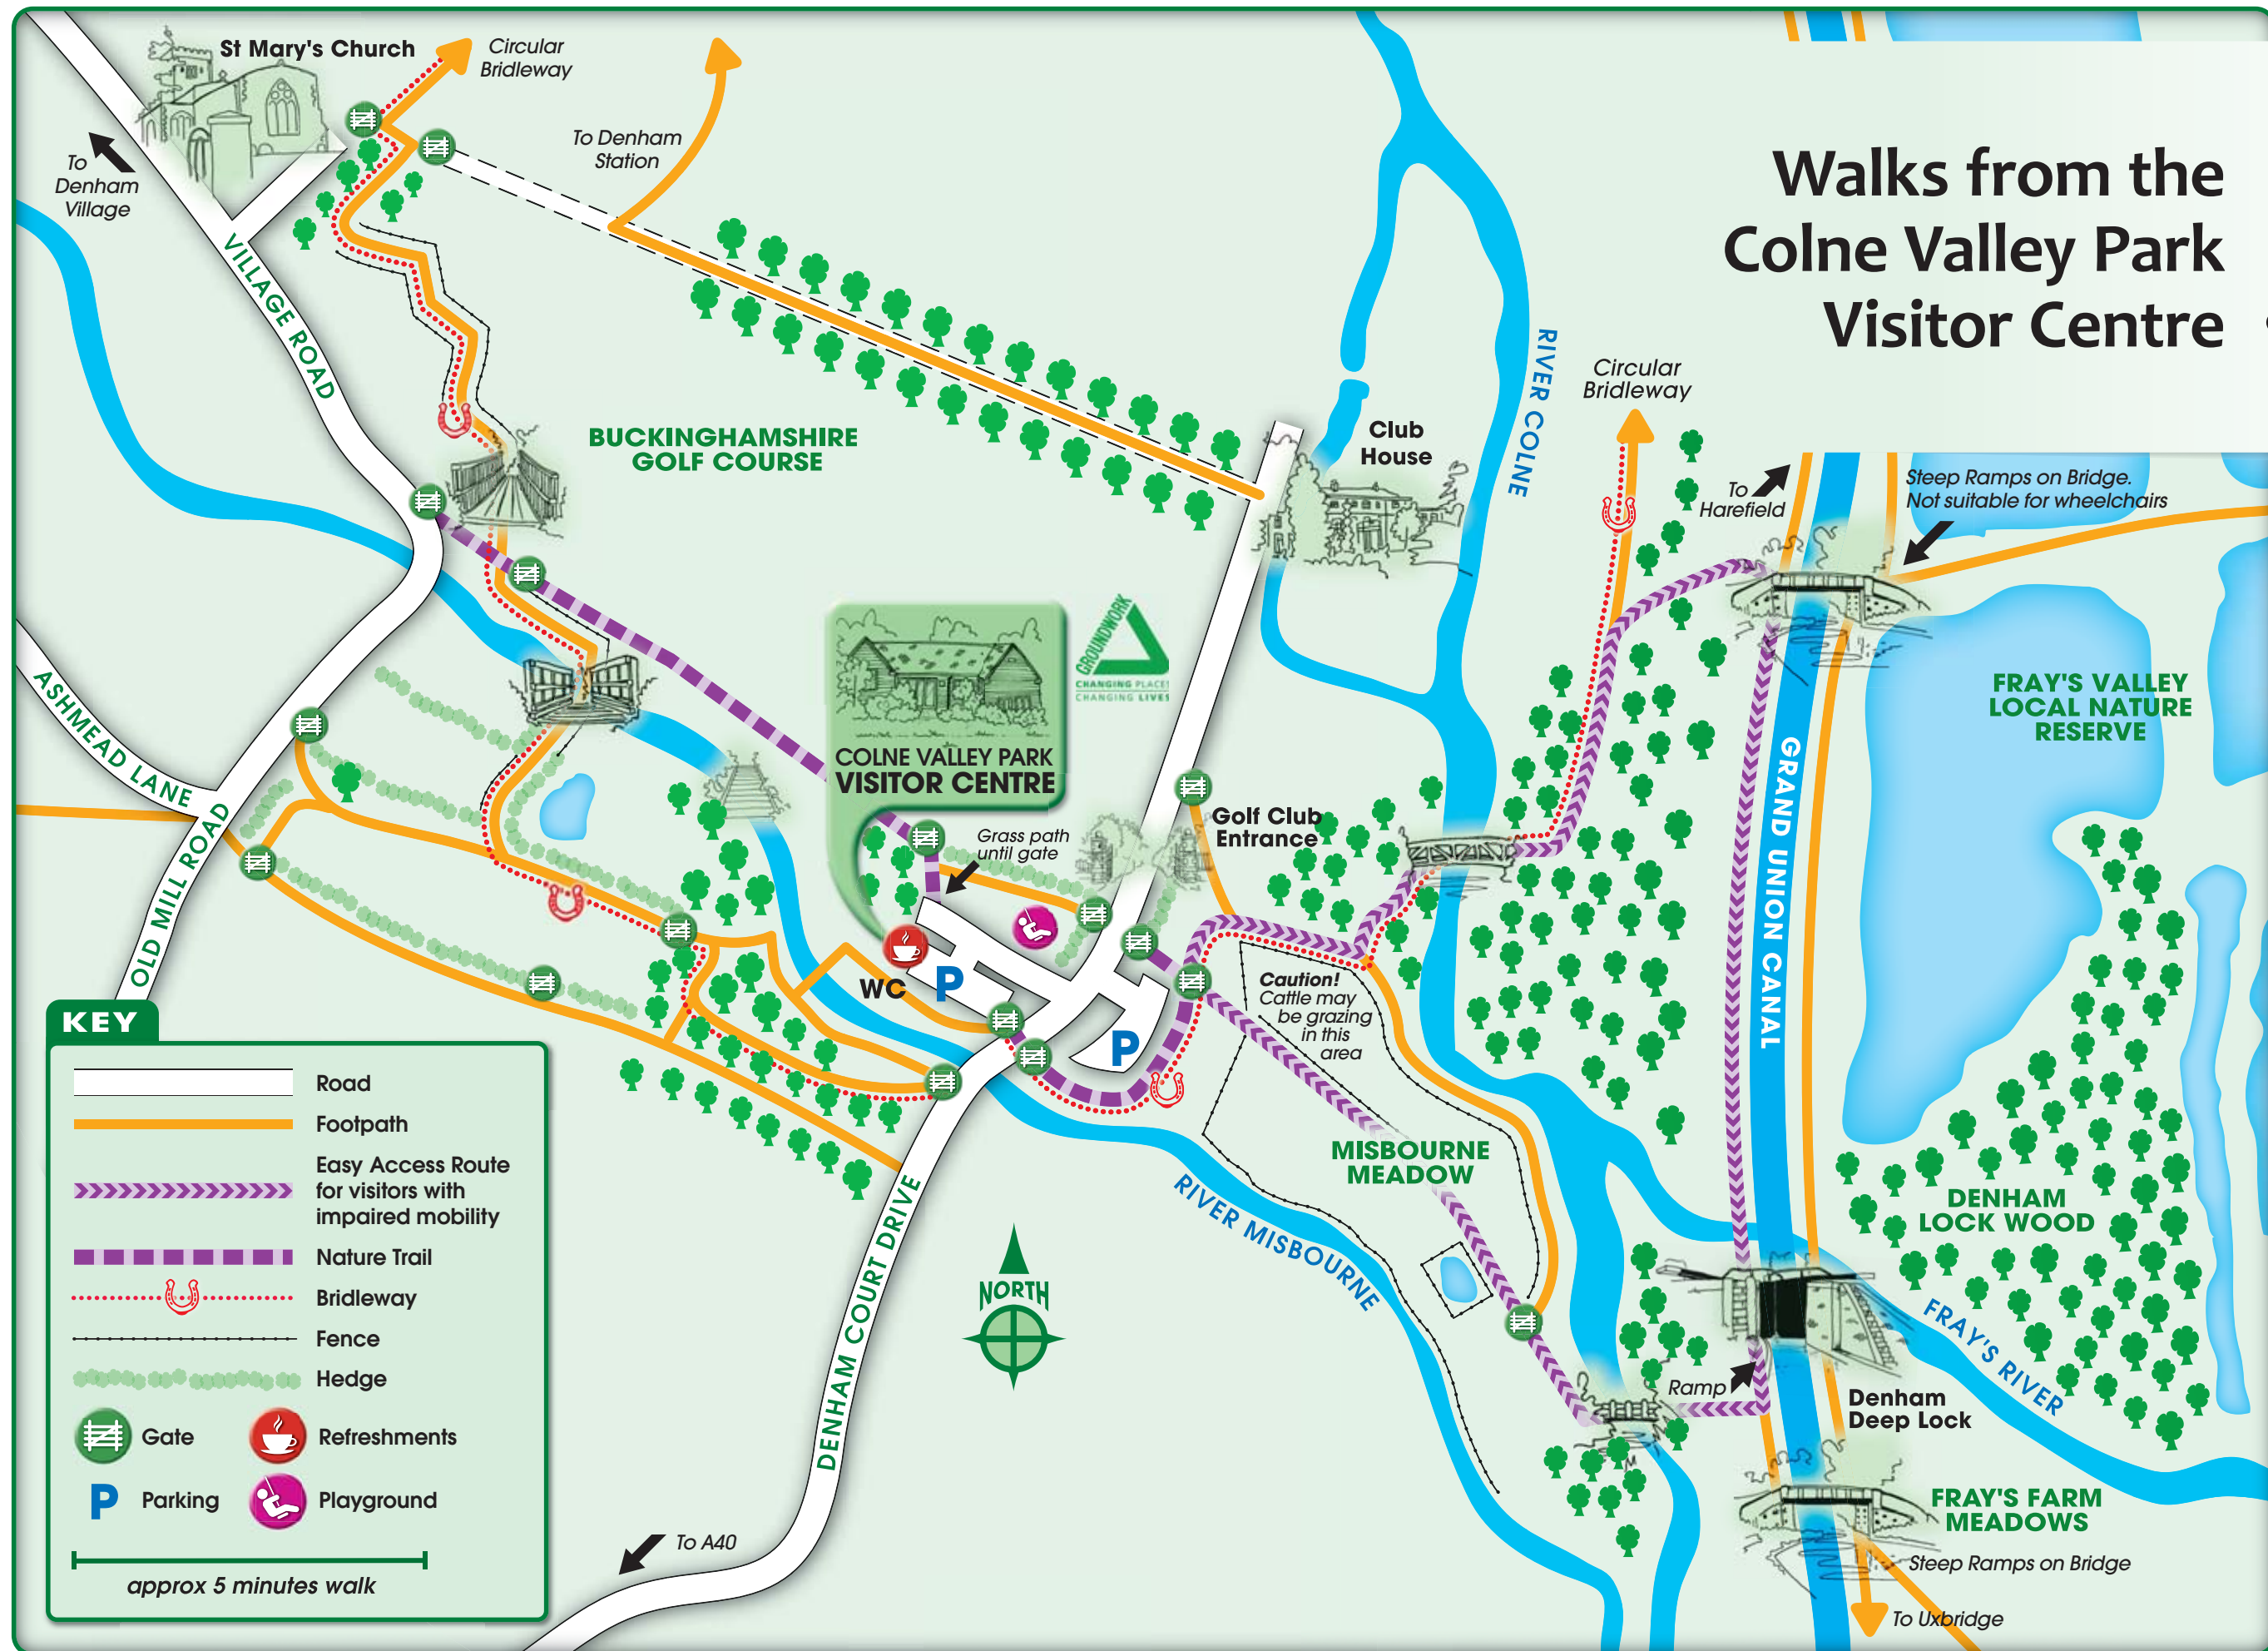 Walks from the
Colne Valley Park
Visitor Centre
St Mary's Church
Circular
Bridleway
To Denham
Station
To
Denham
Village
VILLAGE ROAD
BUCKINGHAMSHIRE
GOLF COURSE
RIVER COLNE
Club
House
Circular
Bridleway
To
Harefield
Steep Ramps on Bridge.
Not suitable for wheelchairs
GROUNDWORK
CHANGING PLACES
CHANGING LIVES
COLNE VALLEY PARK
VISITOR CENTRE
FRAY'S VALLEY
LOCAL NATURE
RESERVE
ASHMEAD LANE
OLD MILL ROAD
Grass path
until gate
Golf Club
Entrance
GRAND UNION CANAL
WC
P
P
Caution!
Cattle may
be grazing
in this
area
MISBOURNE
MEADOW
RIVER MISBOURNE
DENHAM
LOCK WOOD
DENHAM COURT DRIVE
NORTH
FRAY'S RIVER
Ramp
Denham
Deep Lock
FRAY'S FARM
MEADOWS
Steep Ramps on Bridge
To Uxbridge
To A40
KEY
Road
Footpath
Easy Access Route
for visitors with
impaired mobility
Nature Trail
Bridleway
Fence
Hedge
Gate
Refreshments
P Parking
Playground
approx 5 minutes walk